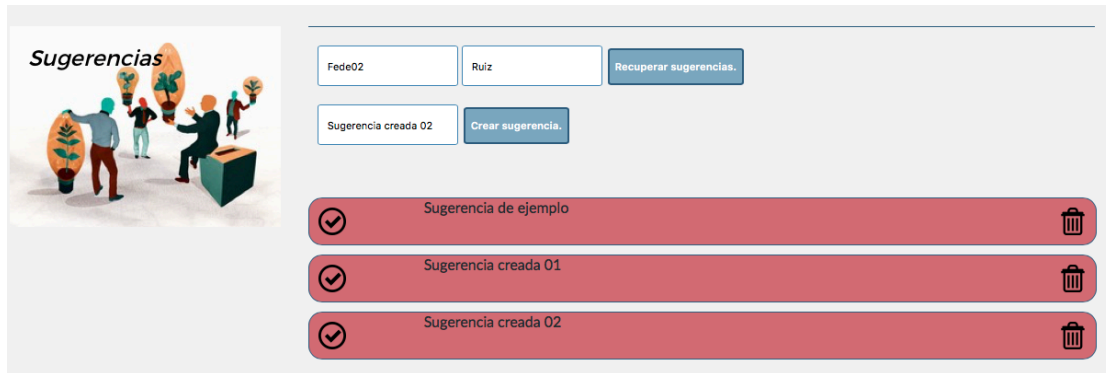 Sugerencias
Fede02 Ruiz Recuperar sugerencias.
Sugerencia creada 02 Crear sugerencia.
Sugerencia de ejemplo
Sugerencia creada 01
Sugerencia creada 02